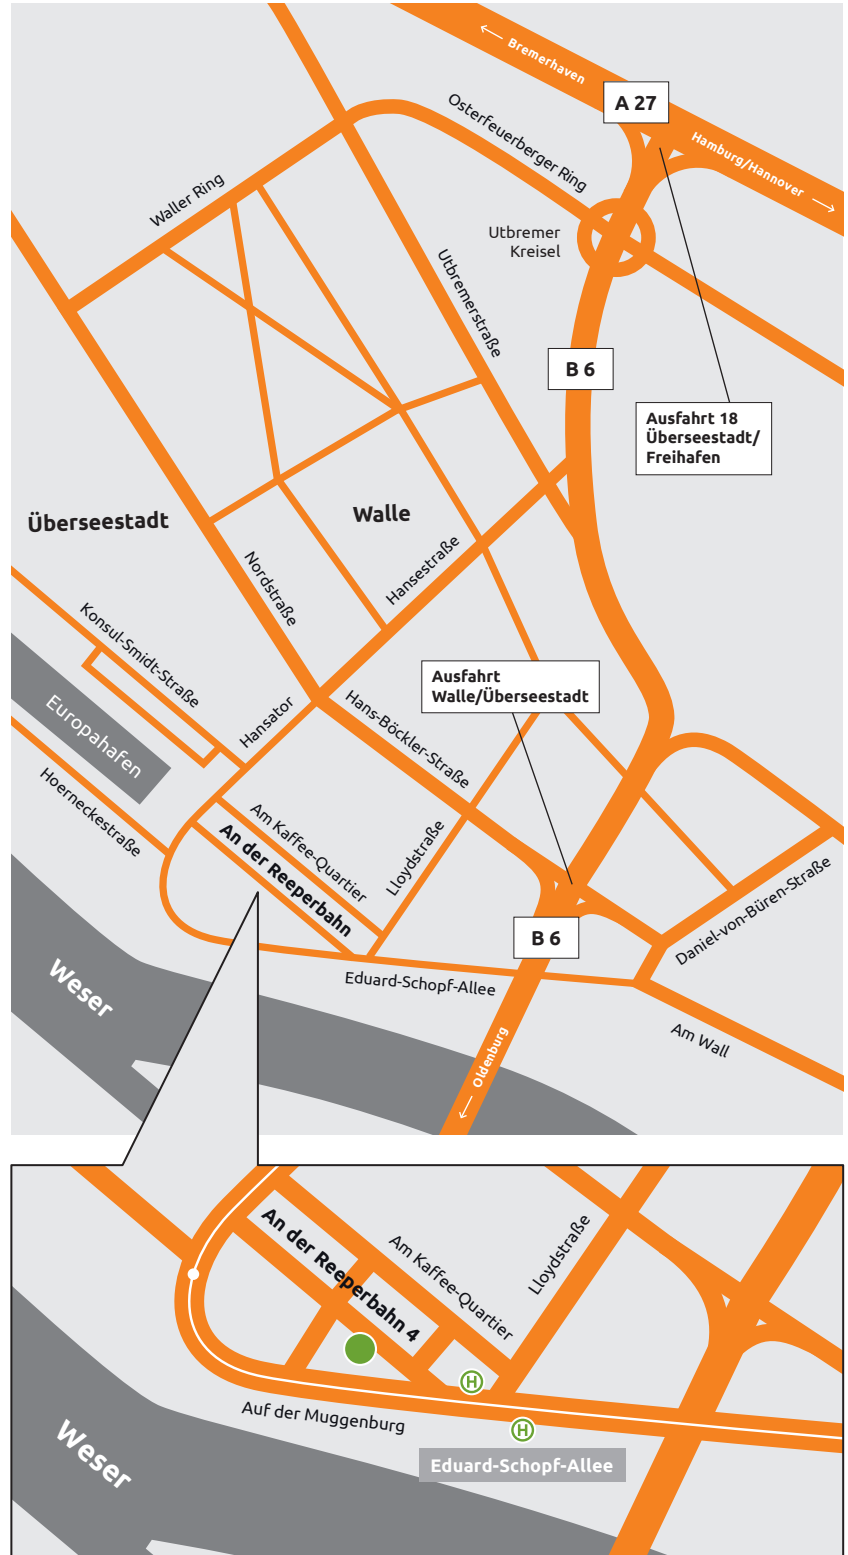 ← Bremerhaven
A 27
Hamburg/Hannover →
Osterfeuerberger Ring
Waller Ring
Utbremer
Kreisel
Utbremerstraße
B 6
Ausfahrt 18
Überseestadt/
Freihafen
Überseestadt
Walle
Nordstraße
Hansestraße
Konsul-Smidt-Straße
Ausfahrt
Walle/Überseestadt
Europahafen
Hansator
Hans-Böckler-Straße
Hoerneckestraße
Am Kaffee-Quartier
An der Reeperbahn
Lloydstraße
Daniel-von-Büren-Straße
B 6
Weser
Eduard-Schopf-Allee
Am Wall
← Oldenburg
An der Reeperbahn 4
Am Kaffee-Quartier
Lloydstraße
H
Auf der Muggenburg
H
Weser
Eduard-Schopf-Allee